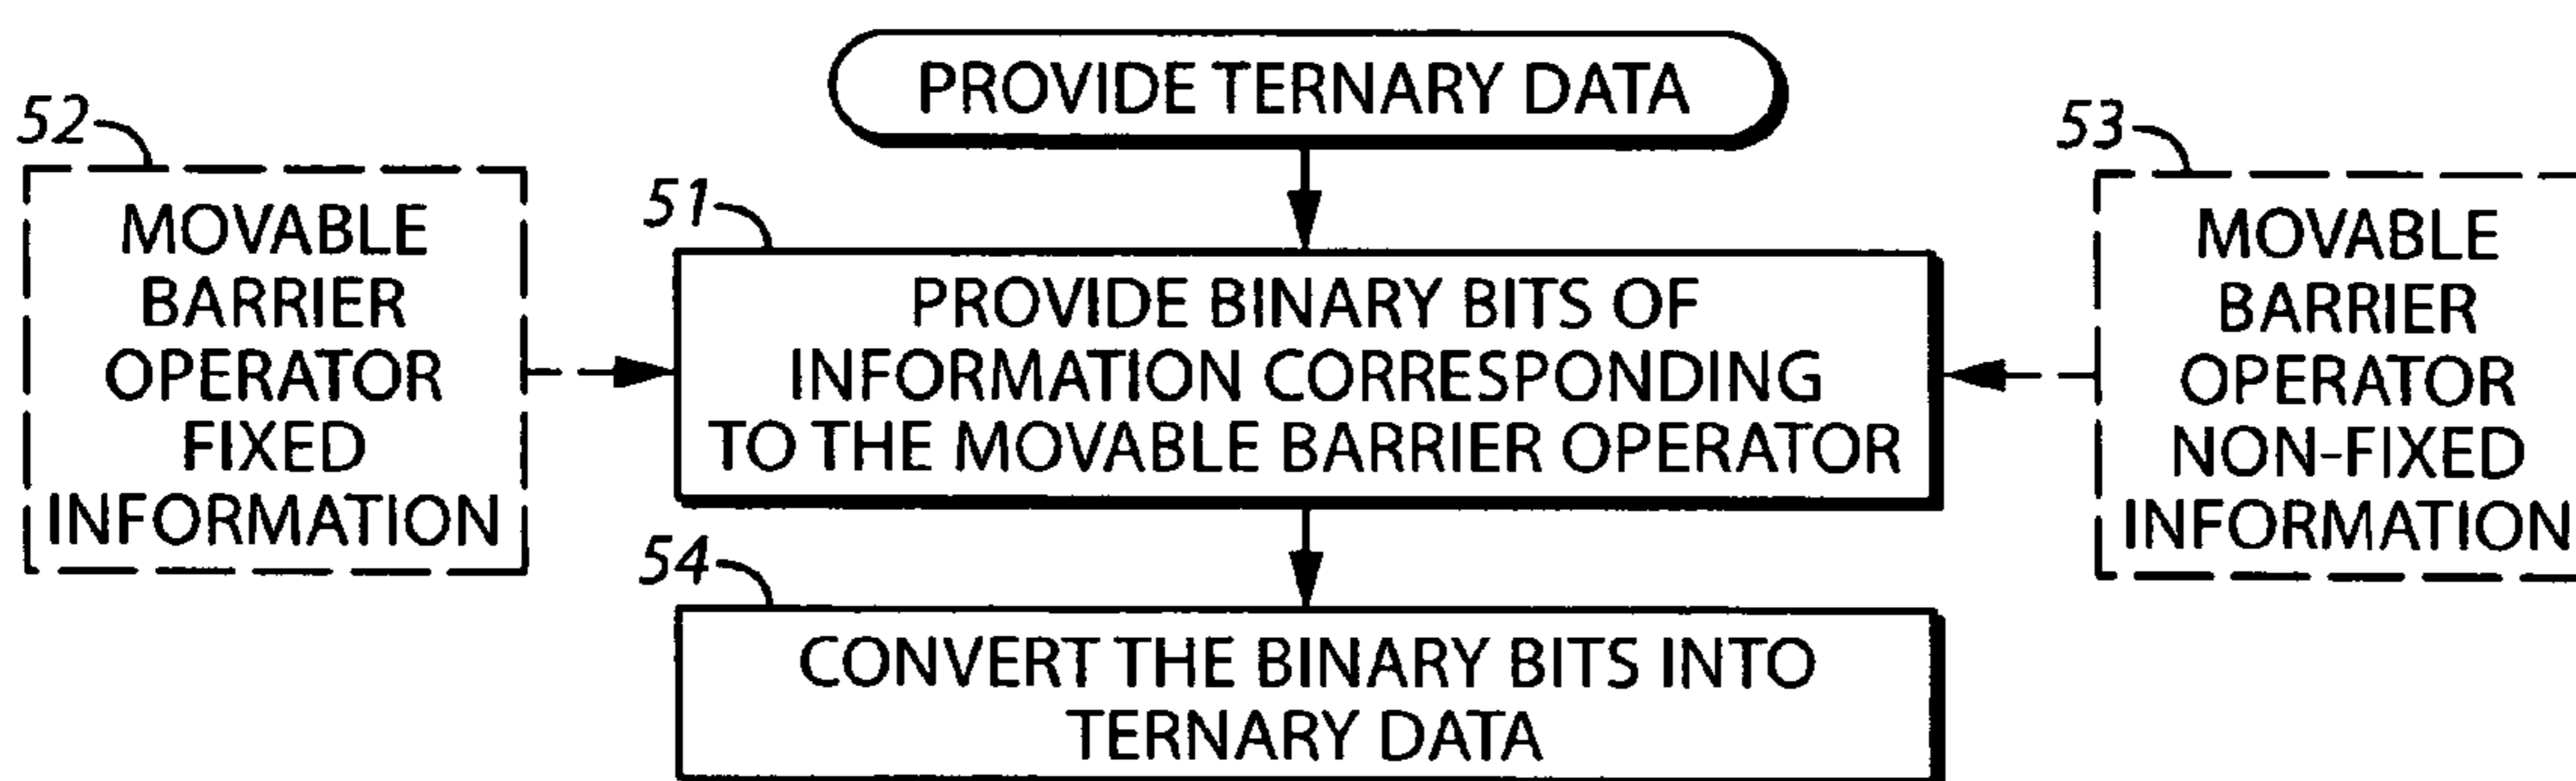 PROVIDE TERNARY DATA
52
MOVABLE
BARRIER
OPERATOR
FIXED
INFORMATION
51
PROVIDE BINARY BITS OF
INFORMATION CORRESPONDING
TO THE MOVABLE BARRIER OPERATOR
53
MOVABLE
BARRIER
OPERATOR
NON-FIXED
INFORMATION
54
CONVERT THE BINARY BITS INTO
TERNARY DATA